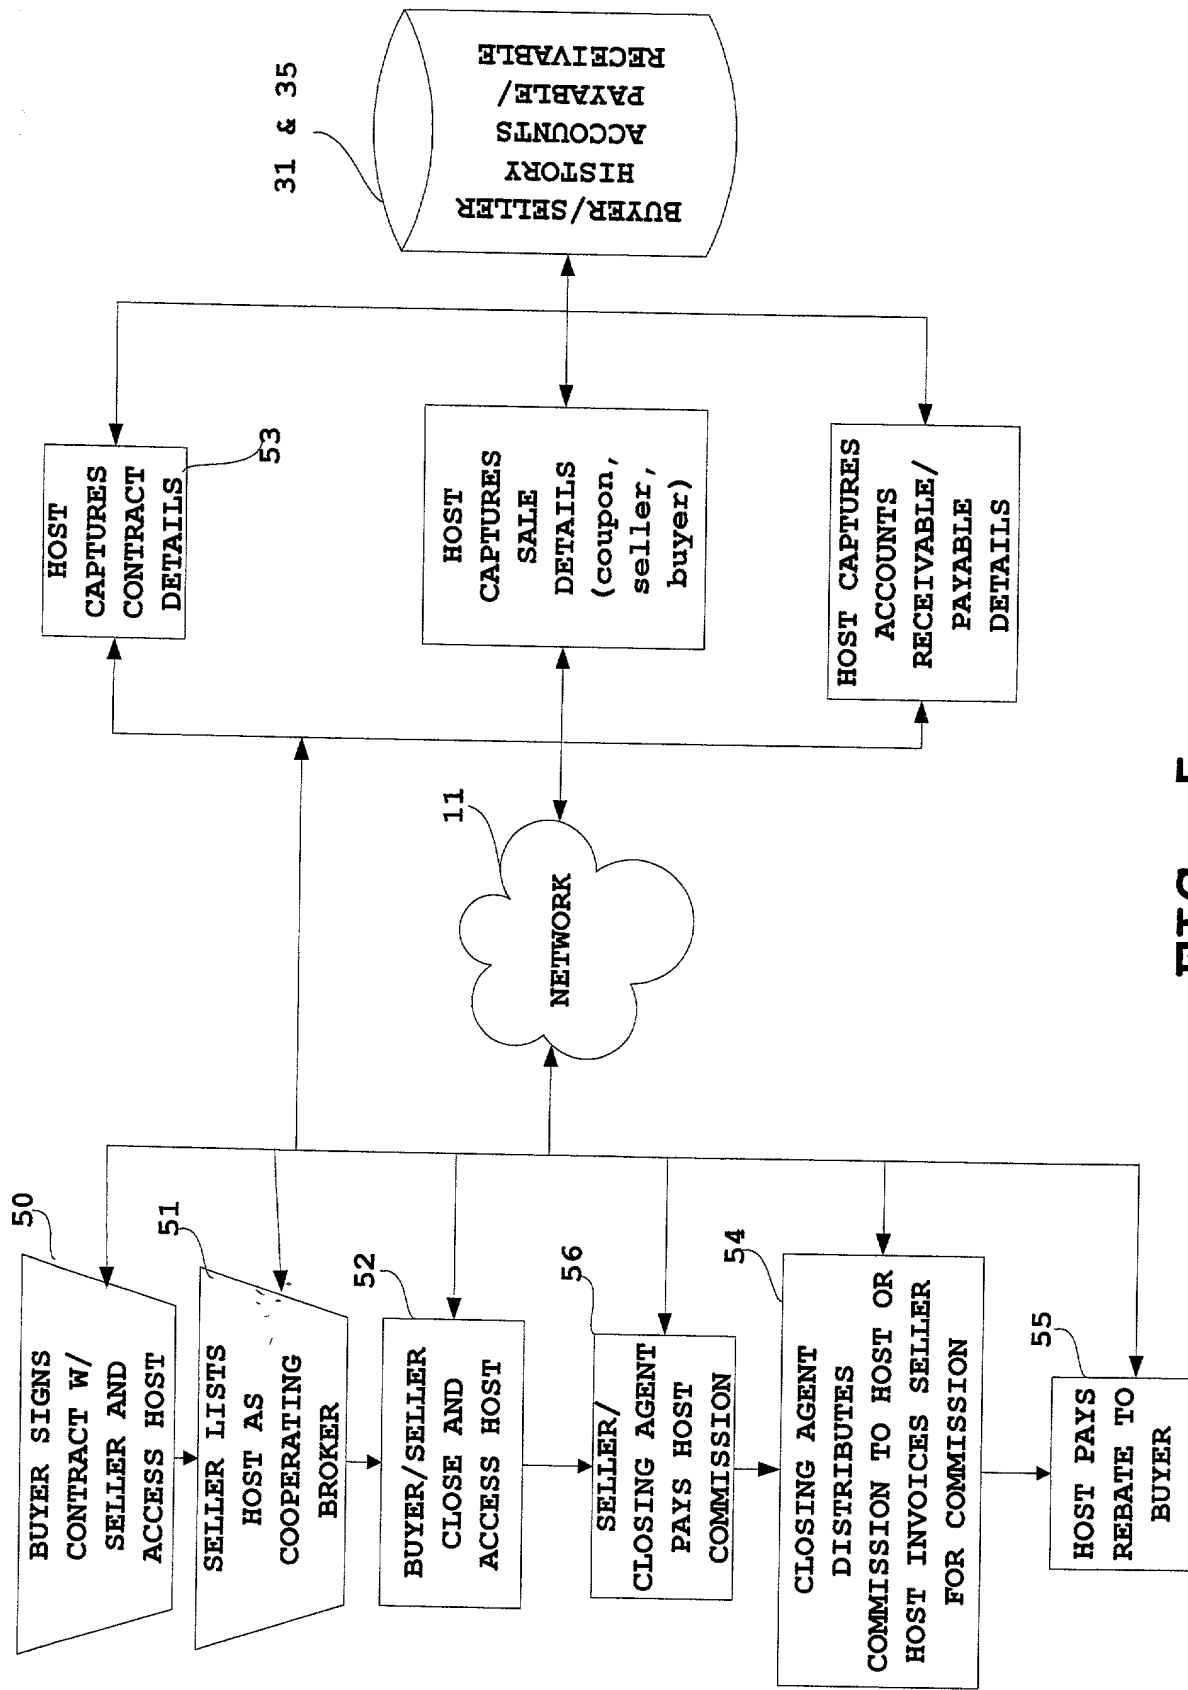 50
BUYER SIGNS
CONTRACT W/
SELLER AND
ACCESS HOST
51
SELLER LISTS
HOST AS
COOPERATING
BROKER
52
BUYER/SELLER
CLOSE AND
ACCESS HOST
56
SELLER/
CLOSING AGENT
PAYS HOST
COMMISSION
54
CLOSING AGENT
DISTRIBUTES
COMMISSION TO HOST OR
HOST INVOICES SELLER
FOR COMMISSION
55
HOST PAYS
REBATE TO
BUYER
11
NETWORK
HOST
CAPTURES
CONTRACT
DETAILS
53
HOST
CAPTURES
SALE
DETAILS
(coupon,
seller,
buyer)
HOST CAPTURES
ACCOUNTS
RECEIVABLE/
PAYABLE
DETAILS
31 & 35
BUYER/SELLER
HISTORY
ACCOUNTS
PAYABLE/
RECEIVABLE